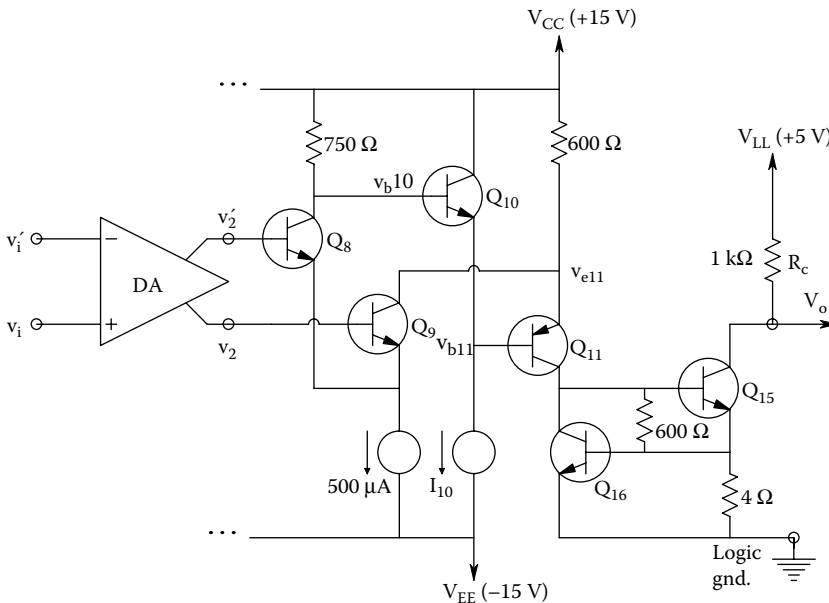 V_CC (+15 V)
...
750 Ω
600 Ω
V_LL (+5 V)
v_b10
Q_10
v_i′
v_2′
Q_8
1 kΩ
R_c
DA
v_e11
v_i
v_2
Q_9
v_b11
Q_11
V_o
Q_15
600 Ω
500 μA
I_10
Q_16
4 Ω
...
Logic
gnd.
V_EE (−15 V)
− 
+